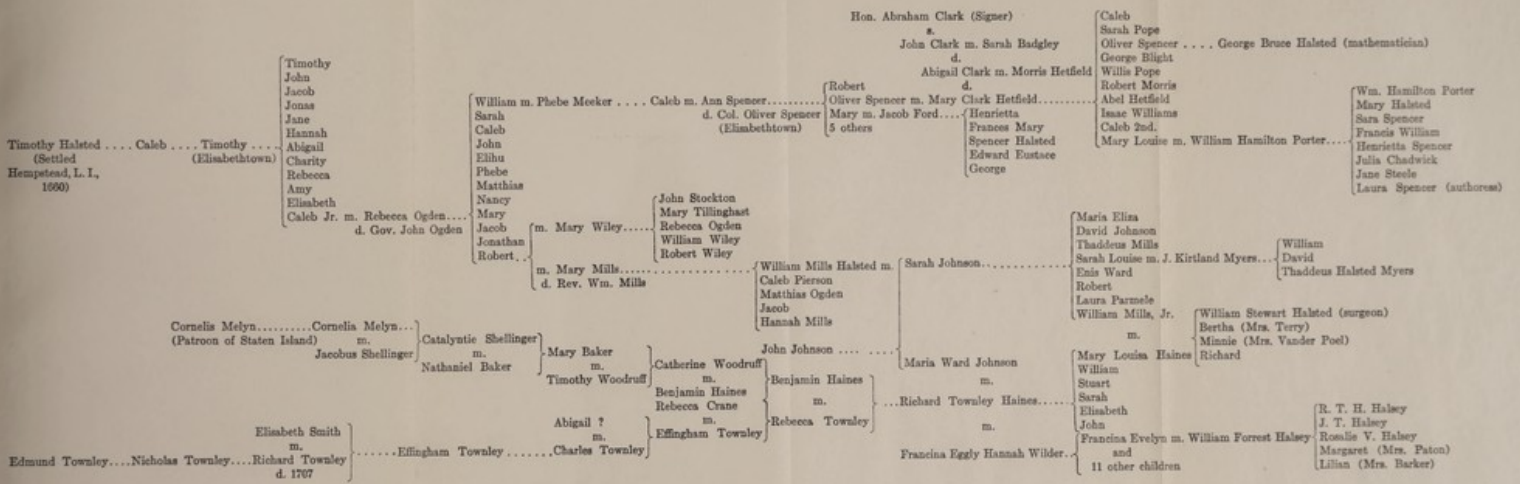 Hon. Abraham Clark (Signer)
s.
John Clark m. Sarah Badgley
d.
Abigail Clark m. Morris Hetfield
d.
Caleb
Sarah Pope
Oliver Spencer . . . . George Bruce Halsted (mathematician)
George Blight
Willis Pope
Robert Morris
Abel Hetfield
Isaac Williams
Caleb 2nd.
Mary Louise m. William Hamilton Porter....
Wm. Hamilton Porter
Mary Halsted
Sara Spencer
Francis William
Henrietta Spencer
Julia Chadwick
Jane Steele
Laura Spencer (authoress)
Timothy Halsted . . . . Caleb . . . . Timothy . . . .
(Settled
Hempstead, L. I.,
1660)
(Elisabethtown)
Timothy
John
Jacob
Jonas
Jane
Hannah
Abigail
Charity
Rebecca
Amy
Elisabeth
Caleb Jr. m. Rebecca Ogden....
d. Gov. John Ogden
William m. Phebe Meeker . . . . Caleb m. Ann Spencer..........
d. Col. Oliver Spencer
(Elisabethtown)
Sarah
Caleb
John
Elihu
Phebe
Matthias
Nancy
Mary
Jacob
Jonathan
Robert..
Robert
Oliver Spencer m. Mary Clark Hetfield..........
Mary m. Jacob Ford....
5 others
Henrietta
Frances Mary
Spencer Halsted
Edward Eustace
George
m. Mary Wiley.....
John Stockton
Mary Tillinghast
Rebecca Ogden
William Wiley
Robert Wiley
m. Mary Mills......................
d. Rev. Wm. Mills
William Mills Halsted m.
Caleb Pierson
Matthias Ogden
Jacob
Hannah Mills
Sarah Johnson..............
Maria Eliza
David Johnson
Thaddeus Mills
Sarah Louise m. J. Kirtland Myers...
Enis Ward
Robert
Laura Parmele
William Mills, Jr.
William
David
Thaddeus Halsted Myers
m.
William Stewart Halsted (surgeon)
Bertha (Mrs. Terry)
Minnie (Mrs. Vander Poel)
Richard
John Johnson .... ....
Maria Ward Johnson
m.
Cornelis Melyn..........Cornelia Melyn...
(Patroon of Staten Island) m.
Jacobus Shellinger
Catalyntie Shellinger
m.
Nathaniel Baker
Mary Baker
m.
Timothy Woodruff
Catherine Woodruff
m.
Benjamin Haines
Rebecca Crane
m.
Effingham Townley
Benjamin Haines
m.
Rebecca Townley
...Richard Townley Haines......
m.
Mary Louisa Haines
William
Stuart
Sarah
Elisabeth
John
Abigail ?
m.
Charles Townley
Elisabeth Smith
m.
Edmund Townley....Nicholas Townley....Richard Townley
d. 1707
......Effingham Townley .......
Francina Eggly Hannah Wilder..
Francina Evelyn m. William Forrest Halsey
and
11 other children
R. T. H. Halsey
J. T. Halsey
Rosalie V. Halsey
Margaret (Mrs. Paton)
Lilian (Mrs. Barker)